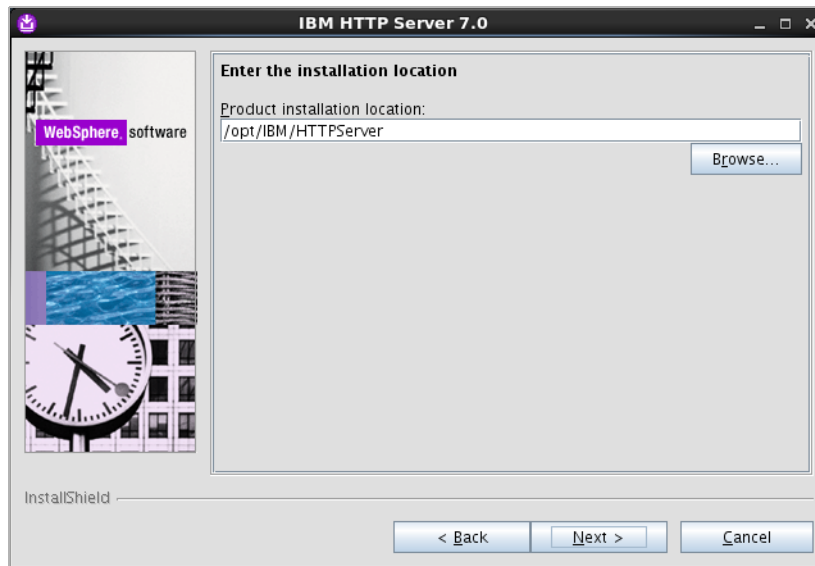 IBM HTTP Server 7.0
WebSphere. software
Enter the installation location
Product installation location:
/opt/IBM/HTTPServer
Browse...
InstallShield
< Back
Next >
Cancel